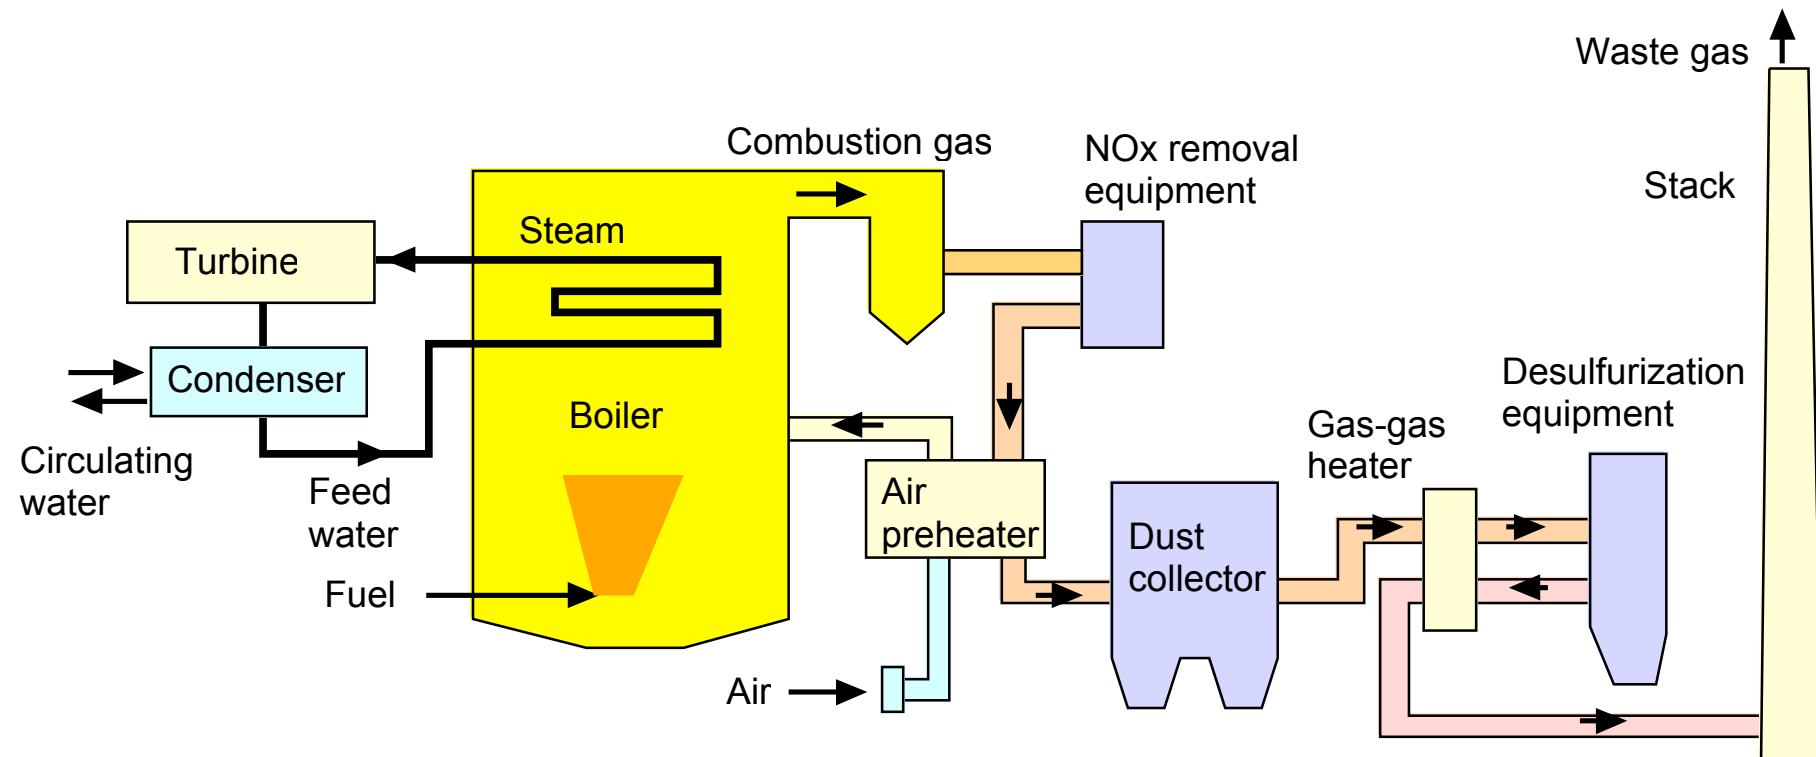 Waste gas
Combustion gas
NOx removal
equipment
Stack
Steam
Turbine
Condenser
Desulfurization
equipment
Boiler
Gas-gas
heater
Circulating
water
Feed
water
Air
preheater
Dust
collector
Fuel
Air